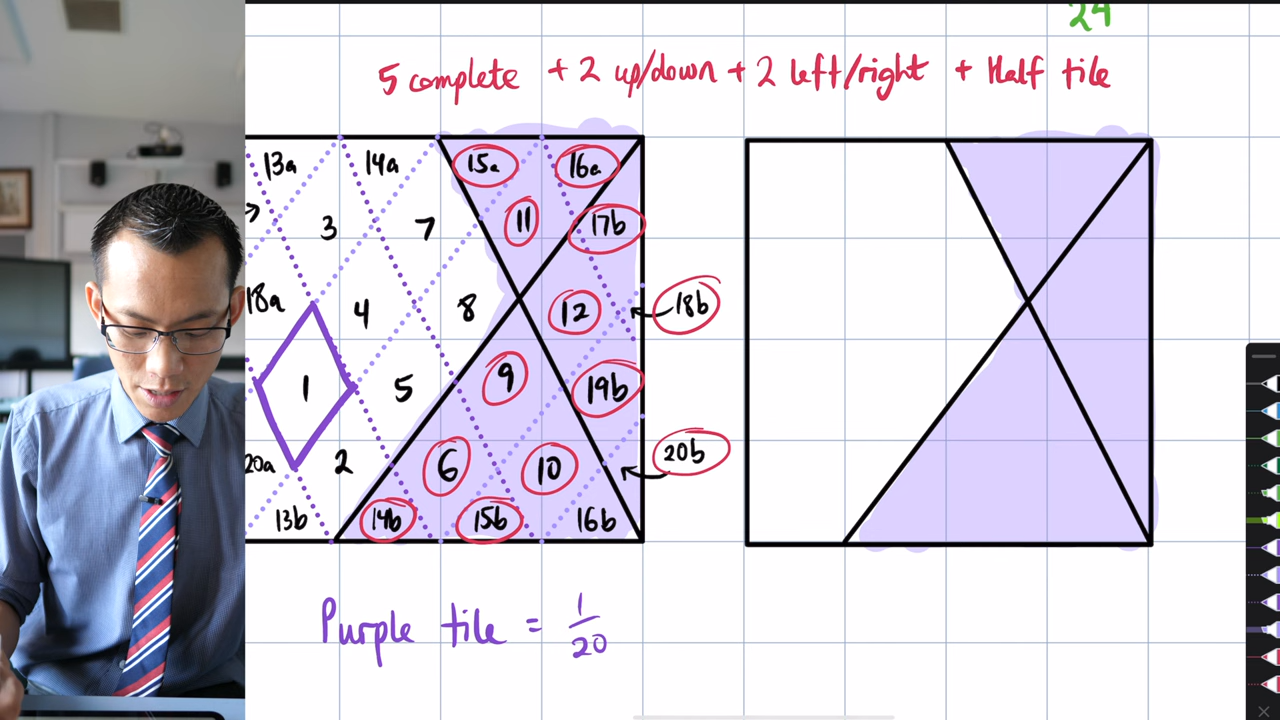 24
5 complete + 2 up/down + 2 left/right + Half tile
13a 14a 15a 16a
3 7 11 17b
18a 4 8 12 18b
1 5 9 19b
20a 2 6 10 20b
13b 14b 15b 16b
Purple tile = 1/20